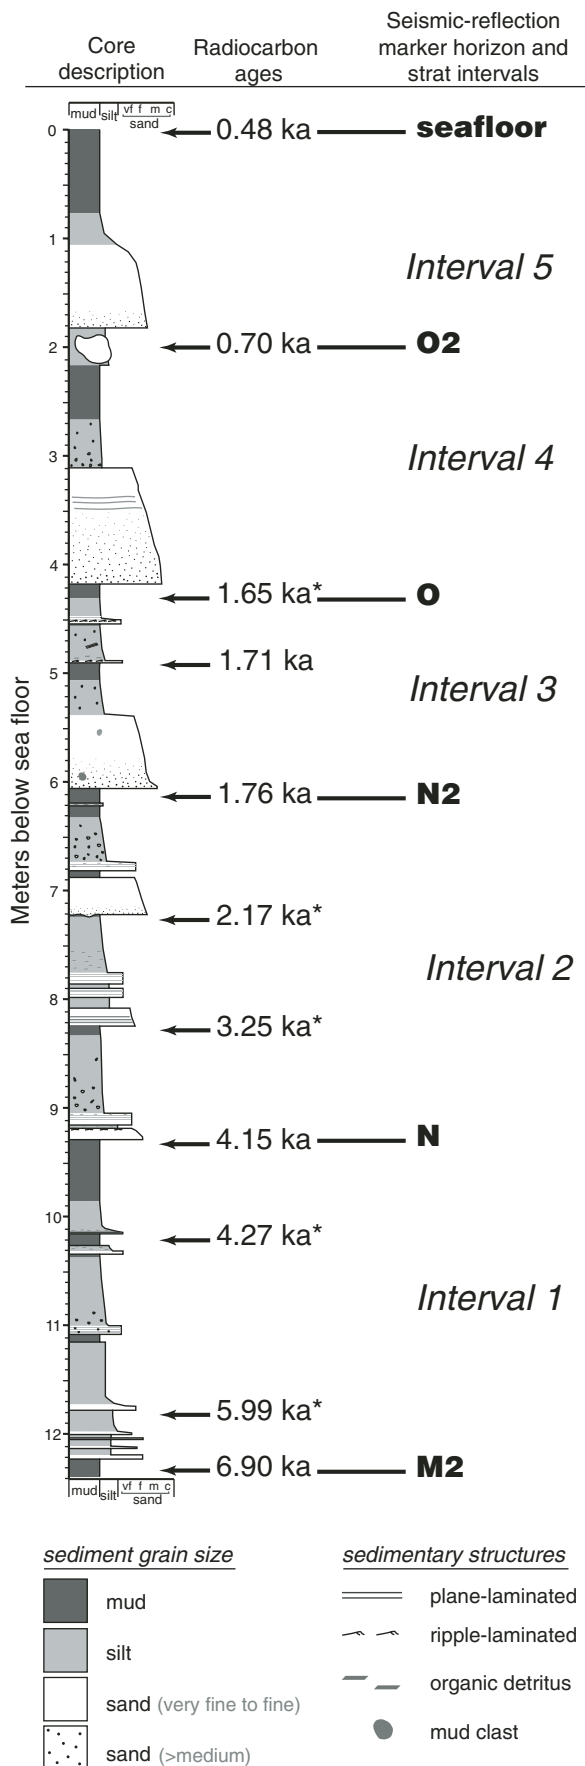 Core
description
Radiocarbon
ages
Seismic-reflection
marker horizon and
strat intervals
mud silt vf f m c
sand
0
0.48 ka
seafloor
1
Interval 5
2
0.70 ka
O2
3
Interval 4
4
1.65 ka*
O
5
1.71 ka
Interval 3
6
1.76 ka
N2
Meters below sea floor
7
2.17 ka*
Interval 2
8
3.25 ka*
9
4.15 ka
N
10
4.27 ka*
Interval 1
11
5.99 ka*
12
6.90 ka
M2
mud silt vf f m c
sand
sediment grain size
mud
silt
sand (very fine to fine)
sand (>medium)
sedimentary structures
plane-laminated
ripple-laminated
organic detritus
mud clast